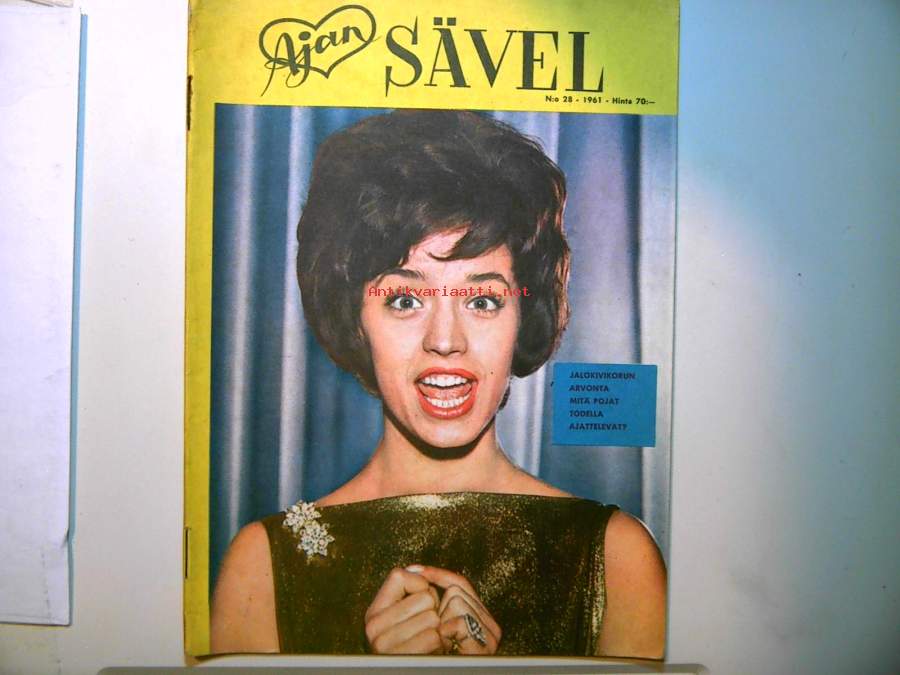 Ajan
SÄVEL
N:o 28 - 1961 - Hinta 70:—
Antikvariaatti.net
JALOKIVIKORUN
ARVONTA
MITÄ POJAT
TODELLA
AJATTELEVAT?